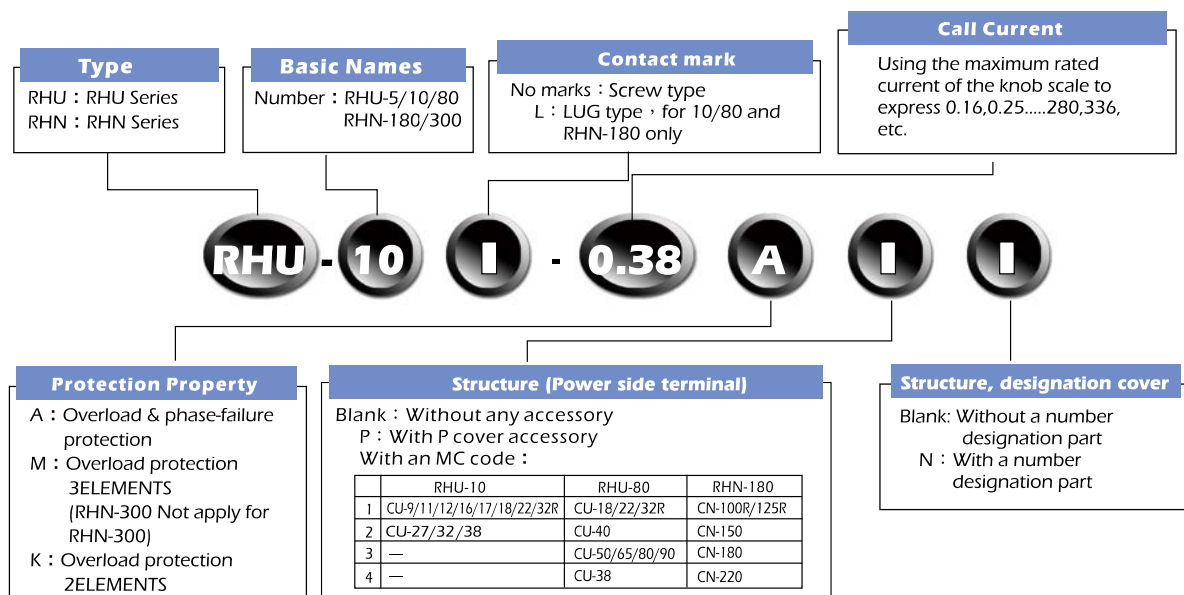 Type
RHU : RHU Series
RHN : RHN Series
Basic Names
Number : RHU-5/10/80
RHN-180/300
Contact mark
No marks : Screw type
L : LUG type , for 10/80 and
RHN-180 only
Call Current
Using the maximum rated
current of the knob scale to
express 0.16,0.25.....280,336,
etc.
RHU - 10 I - 0.38 A I I
Protection Property
A : Overload & phase-failure
protection
M : Overload protection
3ELEMENTS
(RHN-300 Not apply for
RHN-300)
K : Overload protection
2ELEMENTS
Structure (Power side terminal)
Blank : Without any accessory
P : With P cover accessory
With an MC code :
RHU-10 RHU-80 RHN-180
1 CU-9/11/12/16/17/18/22/32R CU-18/22/32R CN-100R/125R
2 CU-27/32/38 CU-40 CN-150
3 — CU-50/65/80/90 CN-180
4 — CU-38 CN-220
Structure, designation cover
Blank: Without a number
designation part
N : With a number
designation part